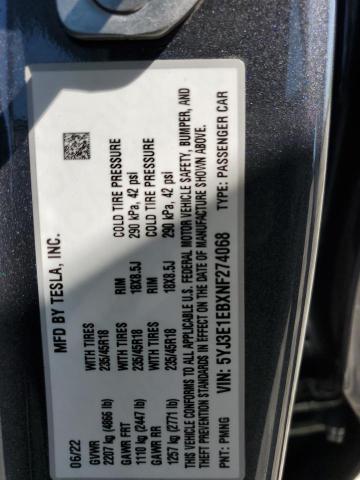 MFD BY TESLA, INC.
06/22
GVWR
2207 kg (4866 lb)
GAWR FRT WITH TIRES RIM COLD TIRE PRESSURE
1110 kg (2447 lb) 235/45R18 18X8.5J 290 kPa, 42 psi
GAWR RR WITH TIRES RIM COLD TIRE PRESSURE
1257 kg (2771 lb) 235/45R18 18X8.5J 290 kPa, 42 psi
THIS VEHICLE CONFORMS TO ALL APPLICABLE U.S. FEDERAL MOTOR VEHICLE SAFETY, BUMPER, AND
THEFT PREVENTION STANDARDS IN EFFECT ON THE DATE OF MANUFACTURE SHOWN ABOVE.
VIN: 5YJ3E1EBXNF274068
PNT: PMNG TYPE: PASSENGER CAR